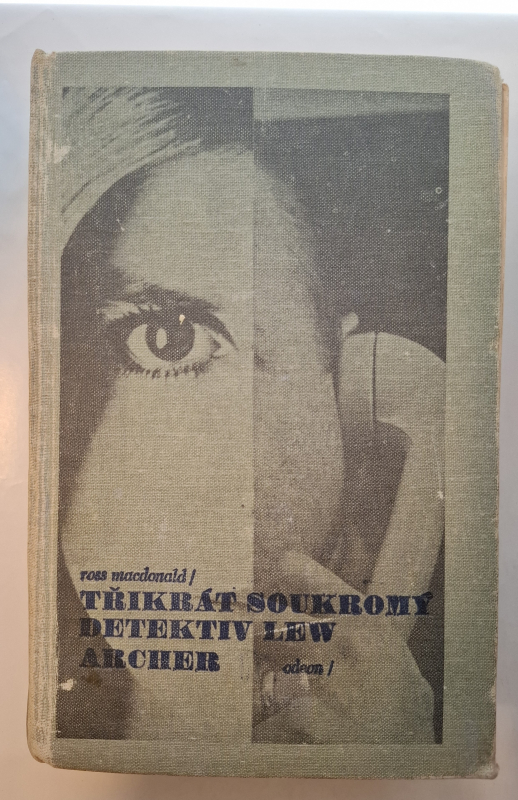 ross macdonald /
TŘIKRÁT SOUKROMÝ
DETEKTIV LEW
ARCHER
odeon /